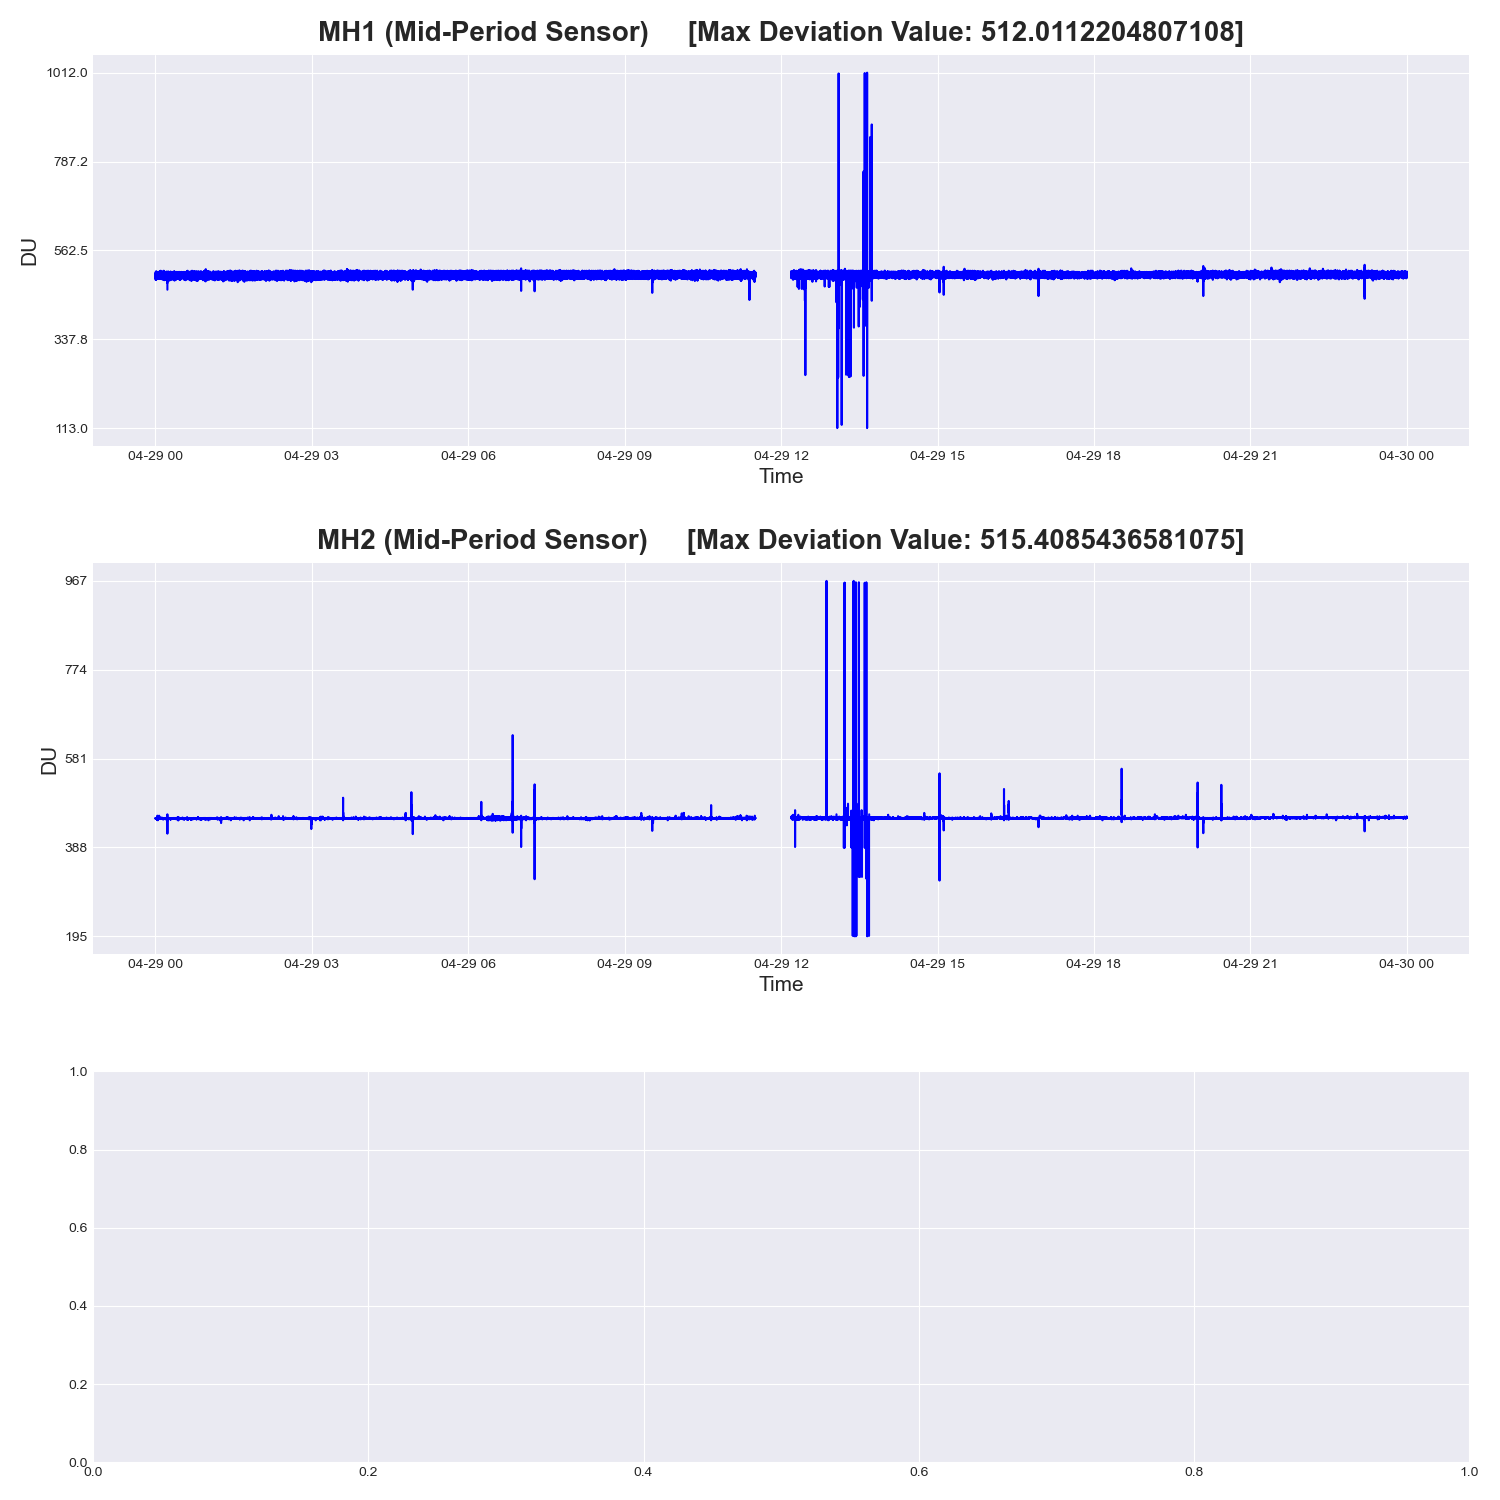 MH1 (Mid-Period Sensor) [Max Deviation Value: 512.0112204807108]
1012.0
787.2
562.5
337.8
113.0
DU
04-29 00 04-29 03 04-29 06 04-29 09 04-29 12 04-29 15 04-29 18 04-29 21 04-30 00
Time
MH2 (Mid-Period Sensor) [Max Deviation Value: 515.4085436581075]
967
774
581
388
195
DU
04-29 00 04-29 03 04-29 06 04-29 09 04-29 12 04-29 15 04-29 18 04-29 21 04-30 00
Time
1.0
0.8
0.6
0.4
0.2
0.0
0.0 0.2 0.4 0.6 0.8 1.0